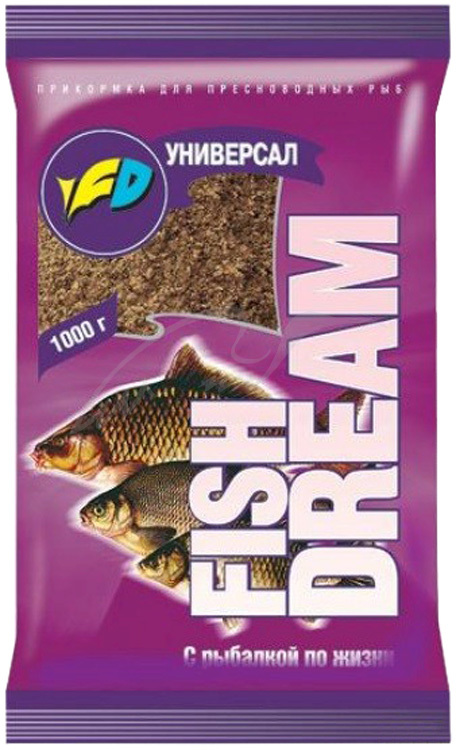 ПРИКОРМКА ДЛЯ ПРЕСНОВОДНЫХ РЫБ
FD
УНИВЕРСАЛ
1000 г
FISH
DREAM
С рыбалкой по жизни